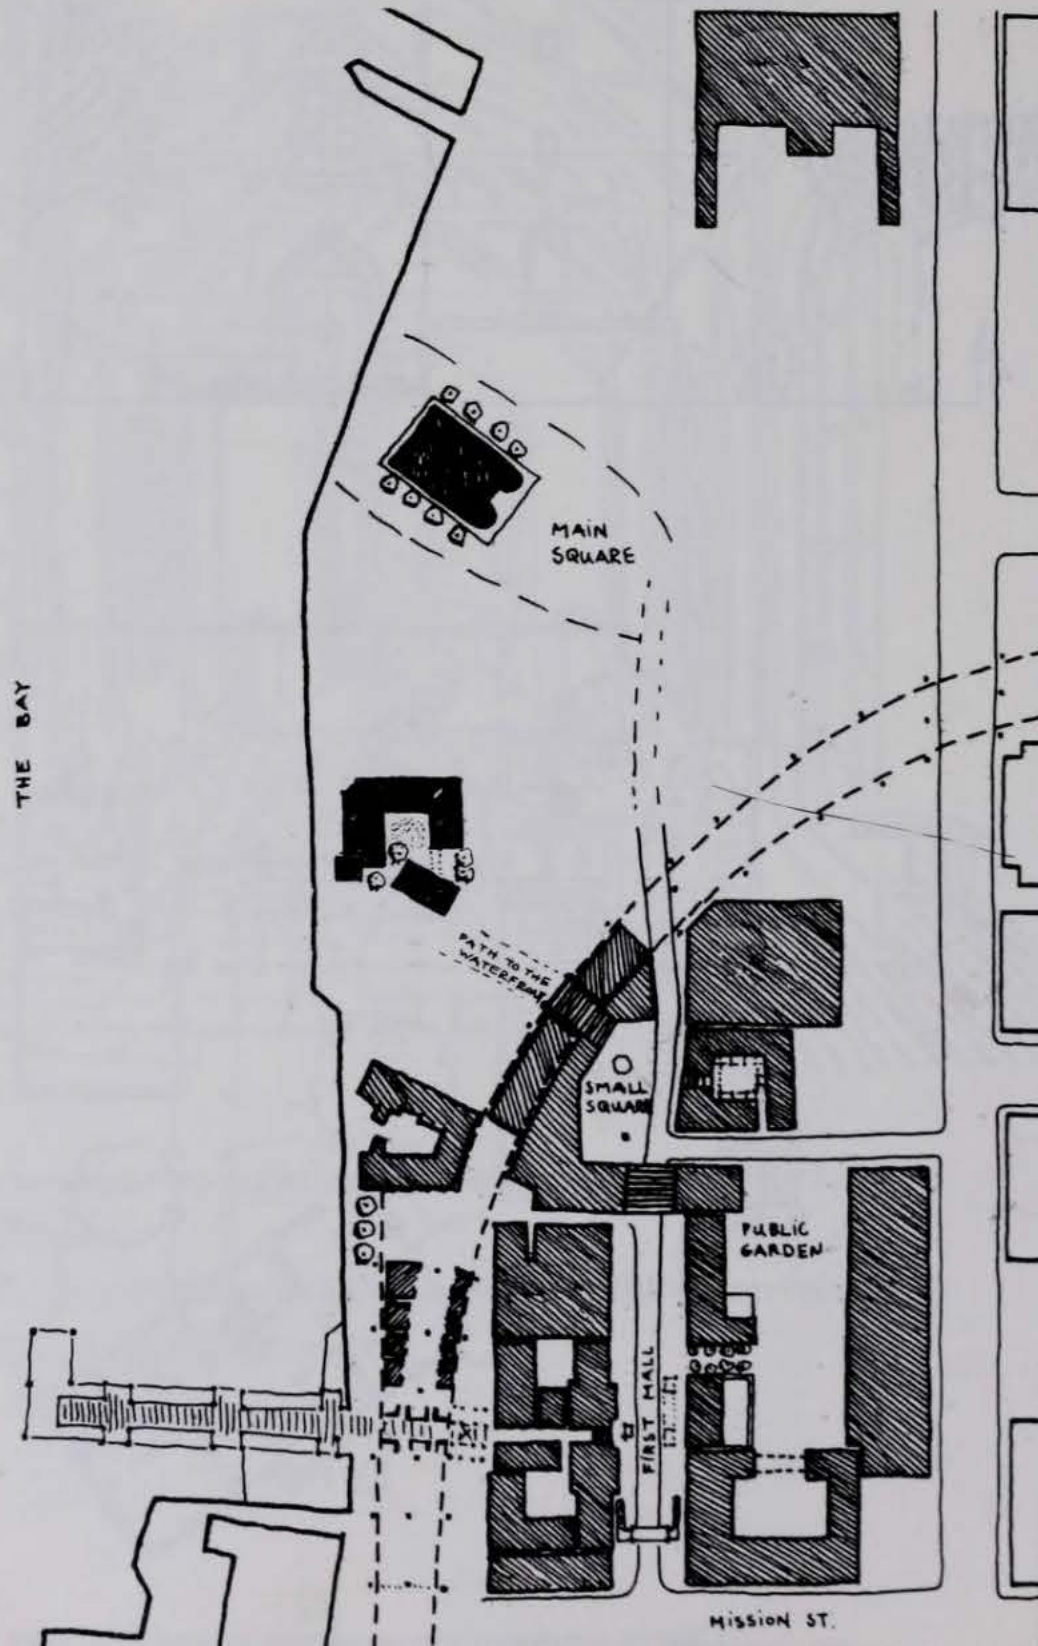 MAIN
SQUARE
THE BAY
PATH TO THE
WATERFRONT
SMALL
SQUARE
PUBLIC
GARDEN
FIRST MALL
MISSION ST.